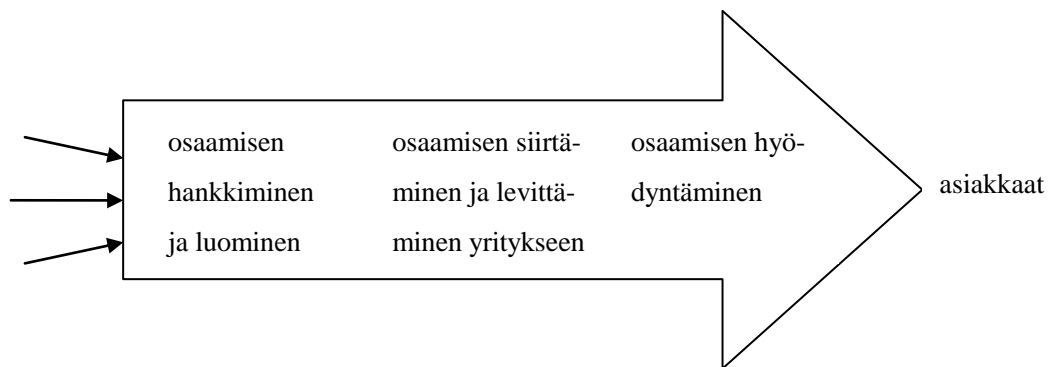 osaamisen
hankkiminen
ja luominen
osaamisen siirtä-
minen ja levittä-
minen yritykseen
osaamisen hyö-
dyntäminen
asiakkaat